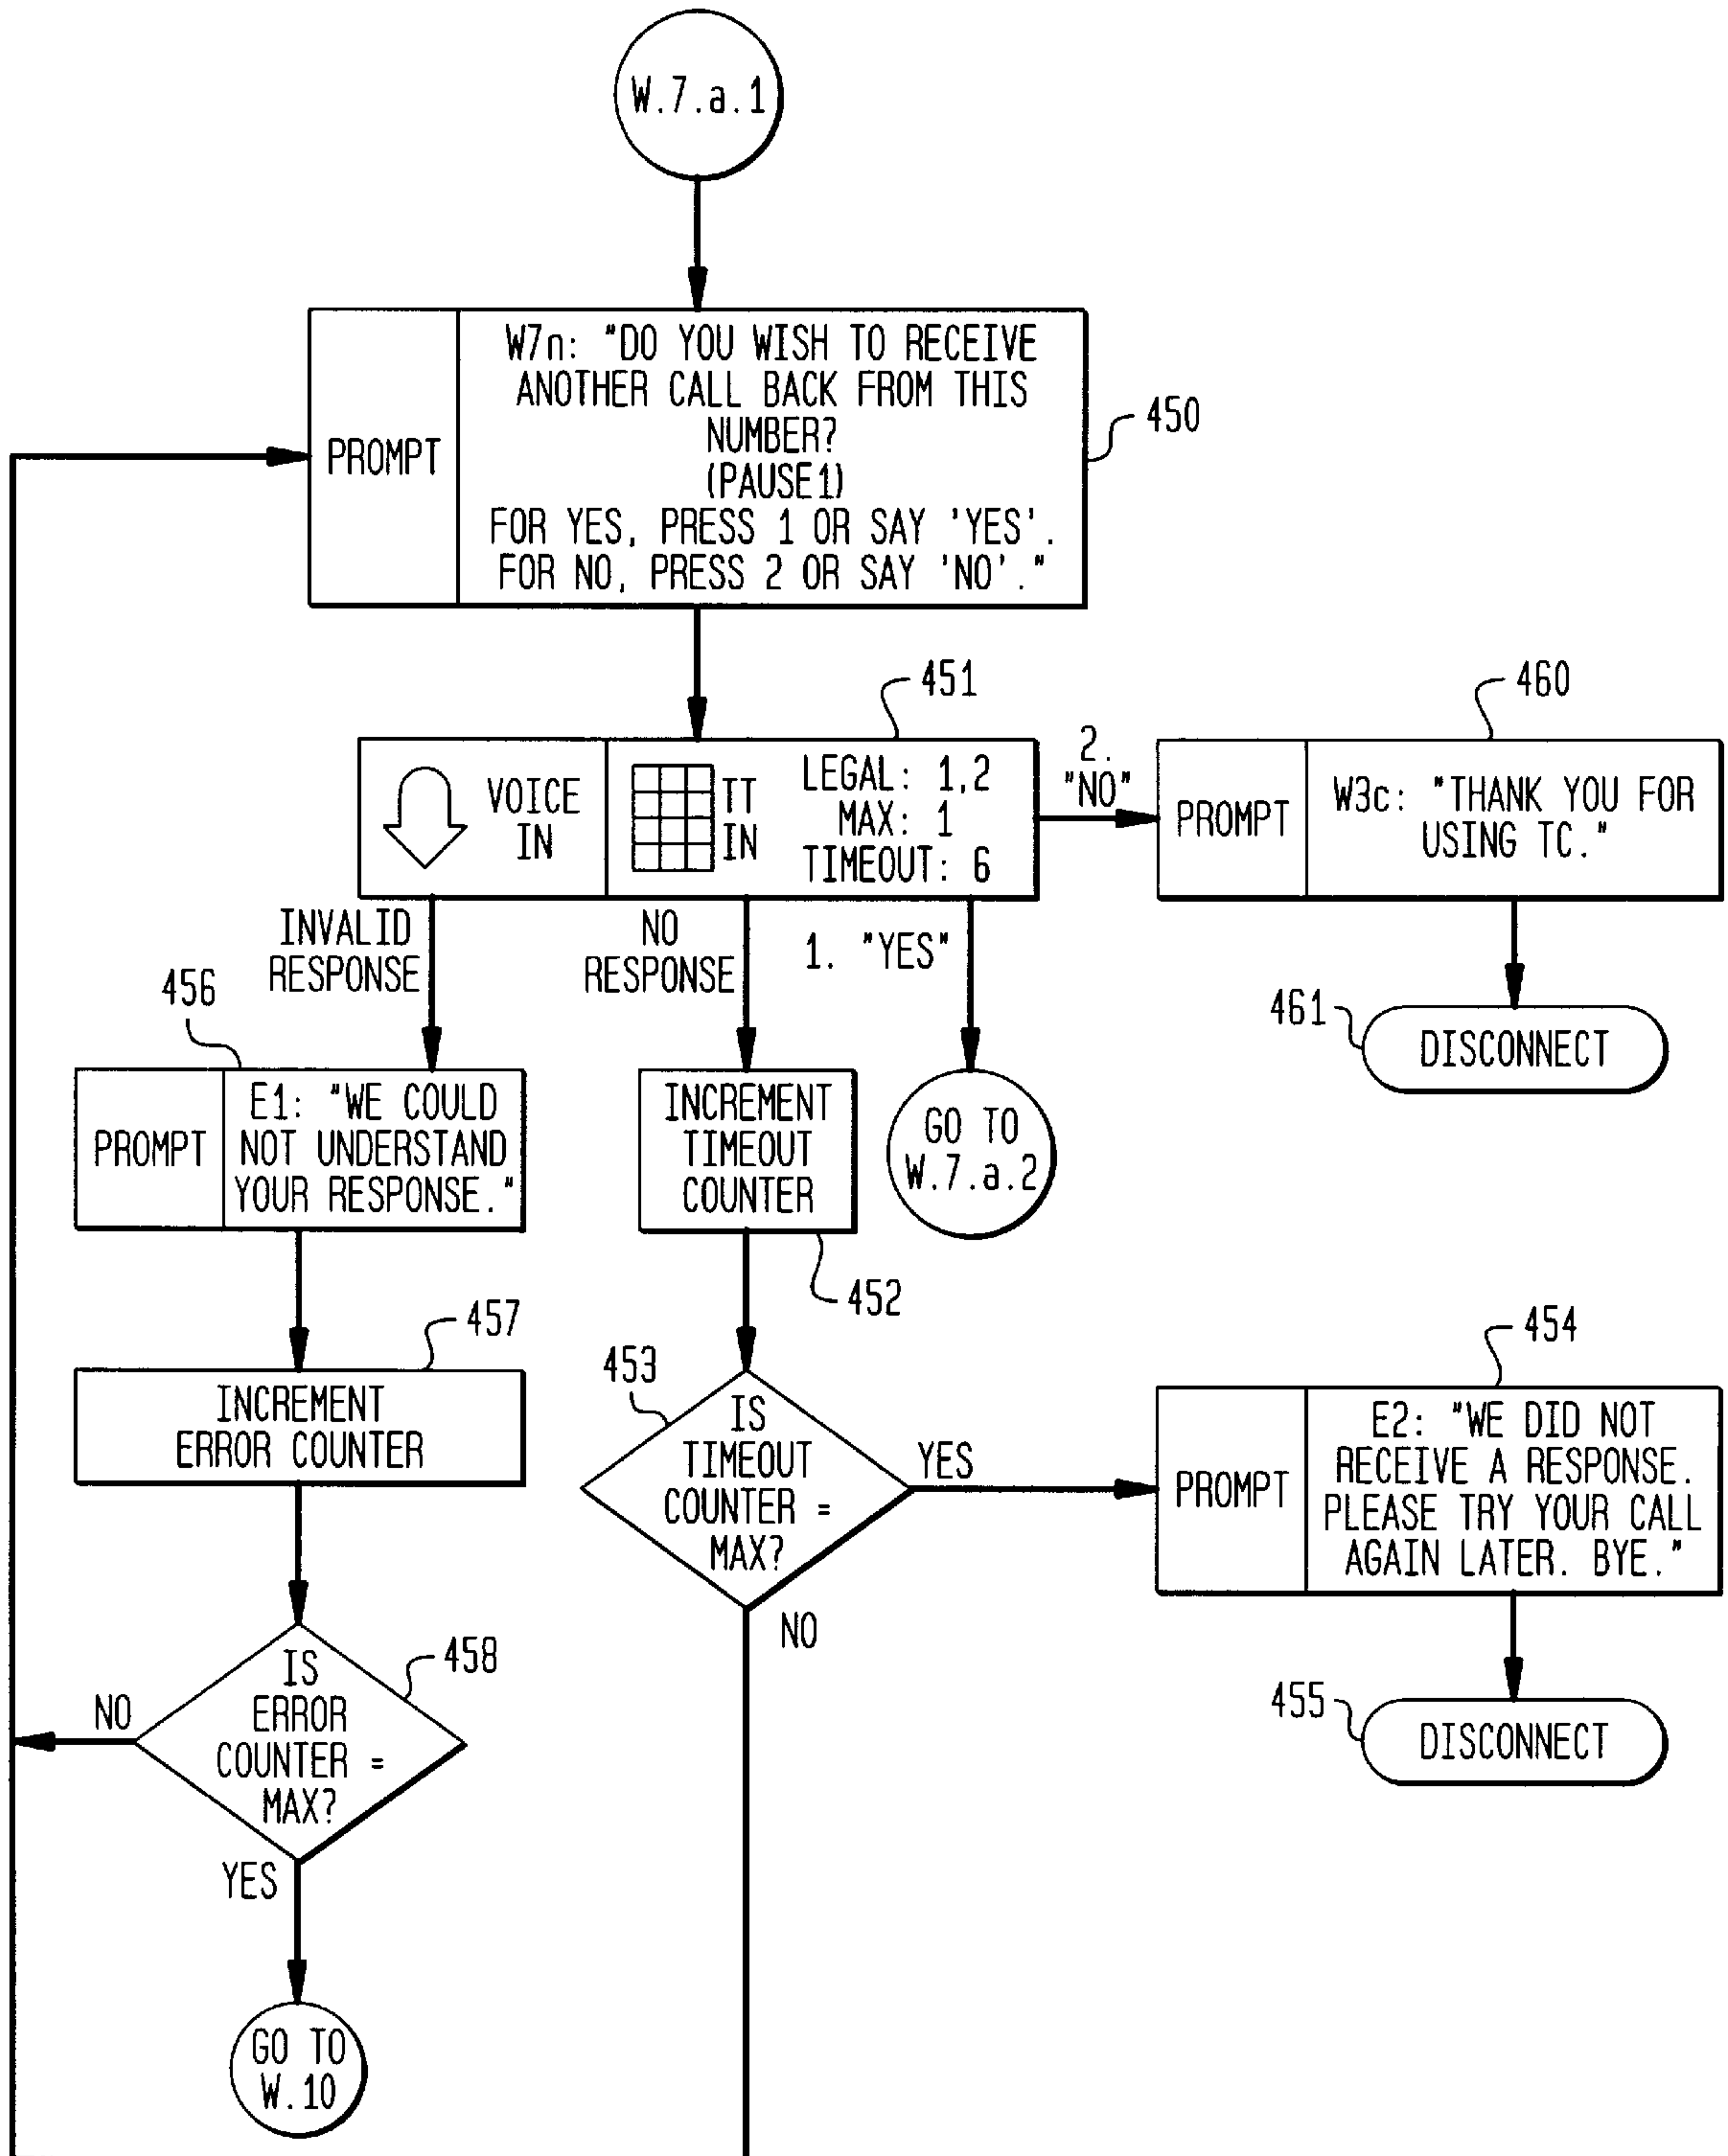 W.7.a.1
PROMPT
W7n: "DO YOU WISH TO RECEIVE
ANOTHER CALL BACK FROM THIS
NUMBER?
(PAUSE1)
FOR YES, PRESS 1 OR SAY 'YES'.
FOR NO, PRESS 2 OR SAY 'NO'."
450
451
VOICE
IN
TT
IN
LEGAL: 1,2
MAX: 1
TIMEOUT: 6
2.
"NO"
460
PROMPT
W3c: "THANK YOU FOR
USING TC."
461
DISCONNECT
INVALID
RESPONSE
NO
RESPONSE
1. "YES"
456
PROMPT
E1: "WE COULD
NOT UNDERSTAND
YOUR RESPONSE."
INCREMENT
TIMEOUT
COUNTER
452
GO TO
W.7.a.2
457
INCREMENT
ERROR COUNTER
453
IS
TIMEOUT
COUNTER =
MAX?
YES
NO
454
PROMPT
E2: "WE DID NOT
RECEIVE A RESPONSE.
PLEASE TRY YOUR CALL
AGAIN LATER. BYE."
455
DISCONNECT
458
IS
ERROR
COUNTER =
MAX?
NO
YES
GO TO
W.10